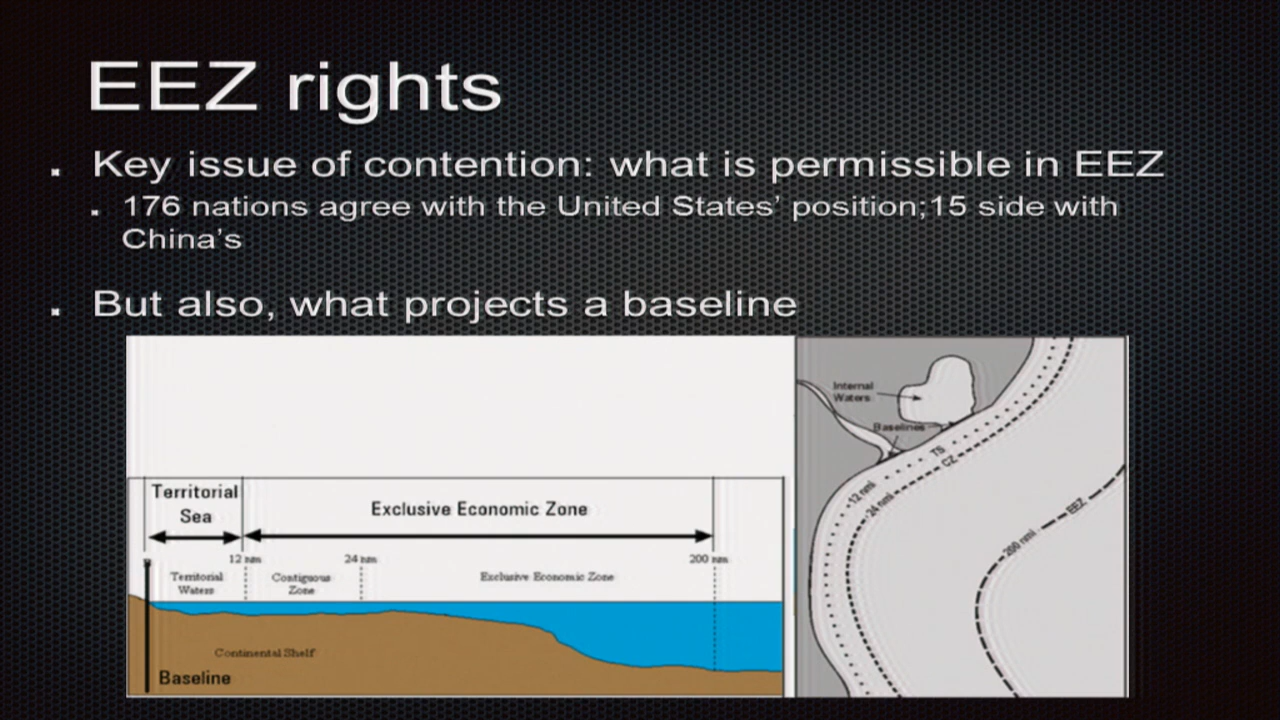 EEZ rights
Key issue of contention: what is permissible in EEZ
176 nations agree with the United States’ position;15 side with
China’s
But also, what projects a baseline
Territorial
Sea
Exclusive Economic Zone
12 nm
24 nm
200 nm
Territorial
Waters
Contiguous
Zone
Exclusive Economic Zone
Continental Shelf
Baseline
Internal
Waters
Baselines
TS
CZ
12 nmi
24 nmi
200 nmi
EEZ